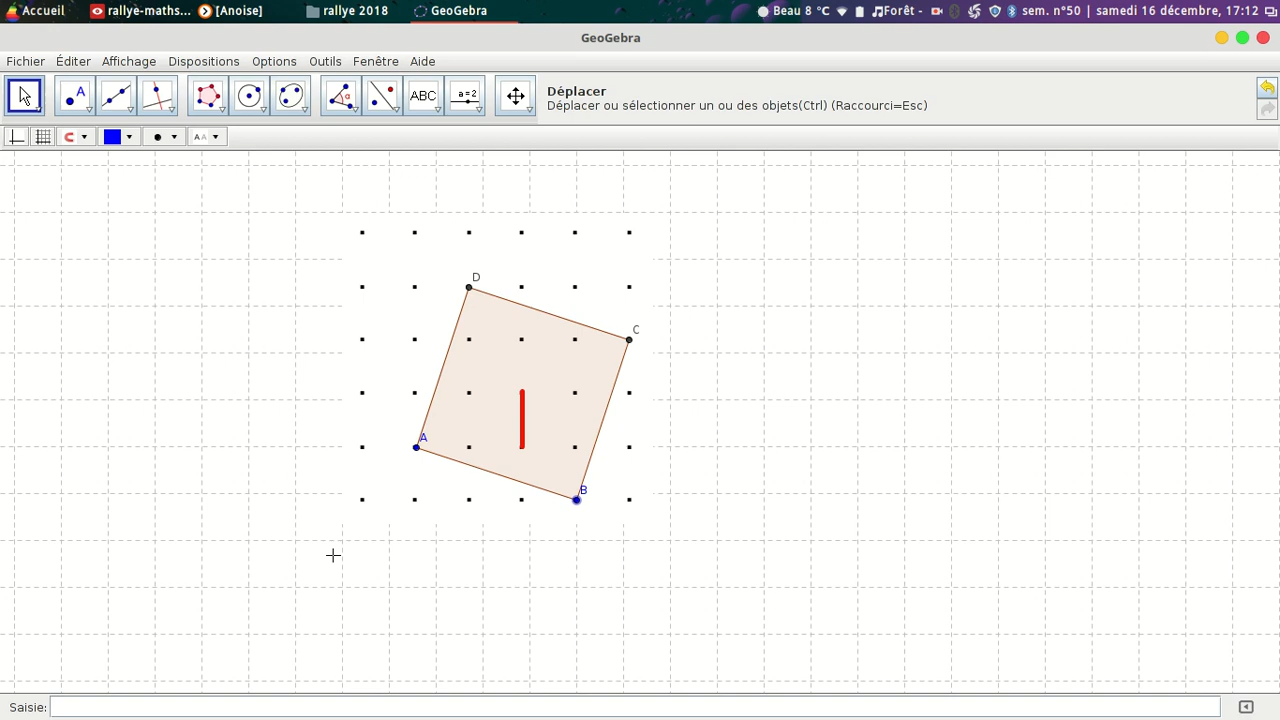 Accueil rallye-maths... [Anoise] rallye 2018 GeoGebra Beau 8 °C Forêt - sem. n°50 | samedi 16 décembre, 17:12
GeoGebra
Fichier Éditer Affichage Dispositions Options Outils Fenêtre Aide
A α ABC a=2
Déplacer
Déplacer ou sélectionner un ou des objets(Ctrl) (Raccourci=Esc)
A A
D
C
A
B
Saisie: